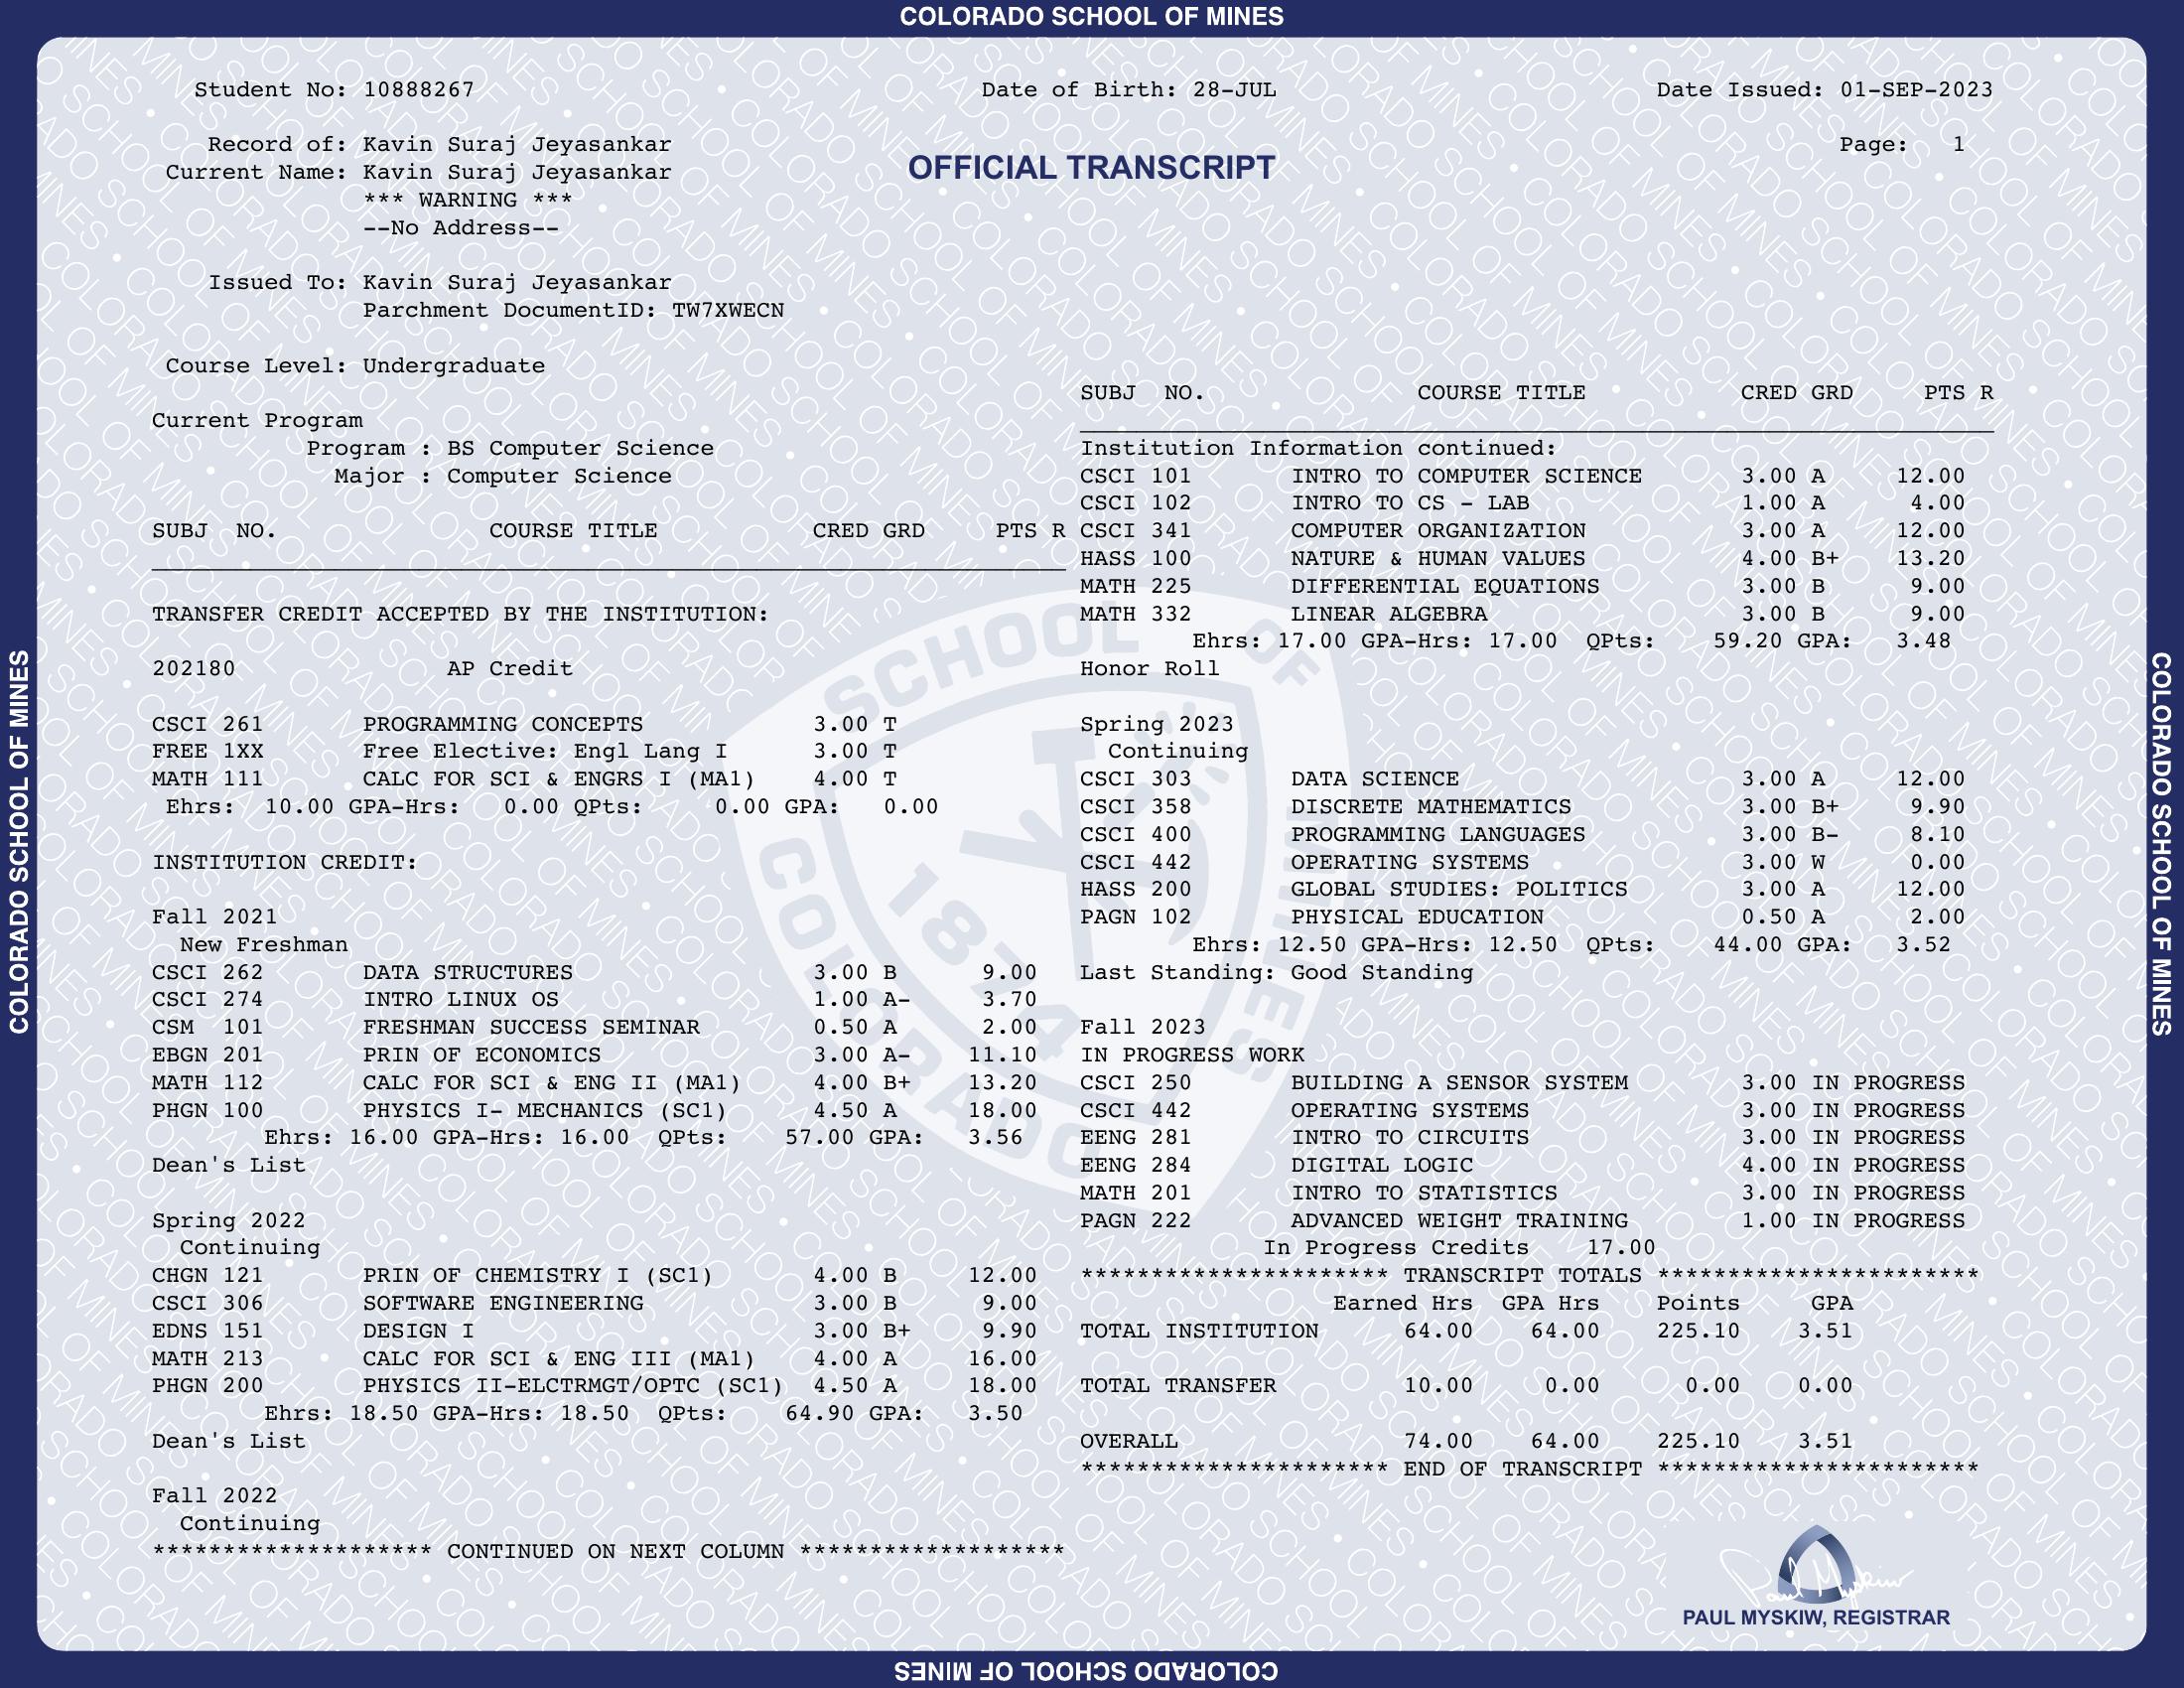 COLORADO SCHOOL OF MINES
Student No: 10888267 Date of Birth: 28-JUL Date Issued: 01-SEP-2023
Record of: Kavin Suraj Jeyasankar Page: 1
Current Name: Kavin Suraj Jeyasankar
OFFICIAL TRANSCRIPT
*** WARNING ***
--No Address--
Issued To: Kavin Suraj Jeyasankar
Parchment DocumentID: TW7XWECN
Course Level: Undergraduate
Current Program
Program : BS Computer Science
Major : Computer Science
SUBJ NO. COURSE TITLE CRED GRD PTS R
TRANSFER CREDIT ACCEPTED BY THE INSTITUTION:
202180 AP Credit
CSCI 261 PROGRAMMING CONCEPTS 3.00 T
FREE 1XX Free Elective: Engl Lang I 3.00 T
MATH 111 CALC FOR SCI & ENGRS I (MA1) 4.00 T
Ehrs: 10.00 GPA-Hrs: 0.00 QPts: 0.00 GPA: 0.00
INSTITUTION CREDIT:
Fall 2021
New Freshman
CSCI 262 DATA STRUCTURES 3.00 B 9.00
CSCI 274 INTRO LINUX OS 1.00 A- 3.70
CSM 101 FRESHMAN SUCCESS SEMINAR 0.50 A 2.00
EBGN 201 PRIN OF ECONOMICS 3.00 A- 11.10
MATH 112 CALC FOR SCI & ENG II (MA1) 4.00 B+ 13.20
PHGN 100 PHYSICS I- MECHANICS (SC1) 4.50 A 18.00
Ehrs: 16.00 GPA-Hrs: 16.00 QPts: 57.00 GPA: 3.56
Dean's List
Spring 2022
Continuing
CHGN 121 PRIN OF CHEMISTRY I (SC1) 4.00 B 12.00
CSCI 306 SOFTWARE ENGINEERING 3.00 B 9.00
EDNS 151 DESIGN I 3.00 B+ 9.90
MATH 213 CALC FOR SCI & ENG III (MA1) 4.00 A 16.00
PHGN 200 PHYSICS II-ELCTRMGT/OPTC (SC1) 4.50 A 18.00
Ehrs: 18.50 GPA-Hrs: 18.50 QPts: 64.90 GPA: 3.50
Dean's List
Fall 2022
Continuing
******************** CONTINUED ON NEXT COLUMN *******************
SUBJ NO. COURSE TITLE CRED GRD PTS R
Institution Information continued:
CSCI 101 INTRO TO COMPUTER SCIENCE 3.00 A 12.00
CSCI 102 INTRO TO CS - LAB 1.00 A 4.00
CSCI 341 COMPUTER ORGANIZATION 3.00 A 12.00
HASS 100 NATURE & HUMAN VALUES 4.00 B+ 13.20
MATH 225 DIFFERENTIAL EQUATIONS 3.00 B 9.00
MATH 332 LINEAR ALGEBRA 3.00 B 9.00
Ehrs: 17.00 GPA-Hrs: 17.00 QPts: 59.20 GPA: 3.48
Honor Roll
Spring 2023
Continuing
CSCI 303 DATA SCIENCE 3.00 A 12.00
CSCI 358 DISCRETE MATHEMATICS 3.00 B+ 9.90
CSCI 400 PROGRAMMING LANGUAGES 3.00 B- 8.10
CSCI 442 OPERATING SYSTEMS 3.00 W 0.00
HASS 200 GLOBAL STUDIES: POLITICS 3.00 A 12.00
PAGN 102 PHYSICAL EDUCATION 0.50 A 2.00
Ehrs: 12.50 GPA-Hrs: 12.50 QPts: 44.00 GPA: 3.52
Last Standing: Good Standing
Fall 2023
IN PROGRESS WORK
CSCI 250 BUILDING A SENSOR SYSTEM 3.00 IN PROGRESS
CSCI 442 OPERATING SYSTEMS 3.00 IN PROGRESS
EENG 281 INTRO TO CIRCUITS 3.00 IN PROGRESS
EENG 284 DIGITAL LOGIC 4.00 IN PROGRESS
MATH 201 INTRO TO STATISTICS 3.00 IN PROGRESS
PAGN 222 ADVANCED WEIGHT TRAINING 1.00 IN PROGRESS
In Progress Credits 17.00
********************** TRANSCRIPT TOTALS ***********************
Earned Hrs GPA Hrs Points GPA
TOTAL INSTITUTION 64.00 64.00 225.10 3.51
TOTAL TRANSFER 10.00 0.00 0.00 0.00
OVERALL 74.00 64.00 225.10 3.51
********************** END OF TRANSCRIPT ***********************
Paul Myskiw
PAUL MYSKIW, REGISTRAR
COLORADO SCHOOL OF MINES
COLORADO SCHOOL OF MINES
COLORADO SCHOOL OF MINES
COLORADO SCHOOL OF MINES
1874